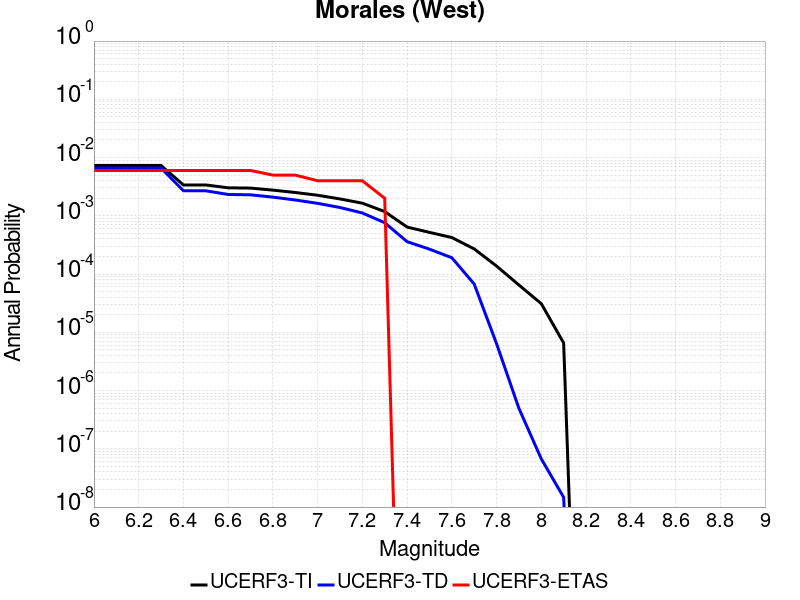 Morales (West)
10^0
10^-1
10^-2
10^-3
10^-4
10^-5
10^-6
10^-7
10^-8
Annual Probability
6 6.2 6.4 6.6 6.8 7 7.2 7.4 7.6 7.8 8 8.2 8.4 8.6 8.8 9
Magnitude
UCERF3-TI UCERF3-TD UCERF3-ETAS